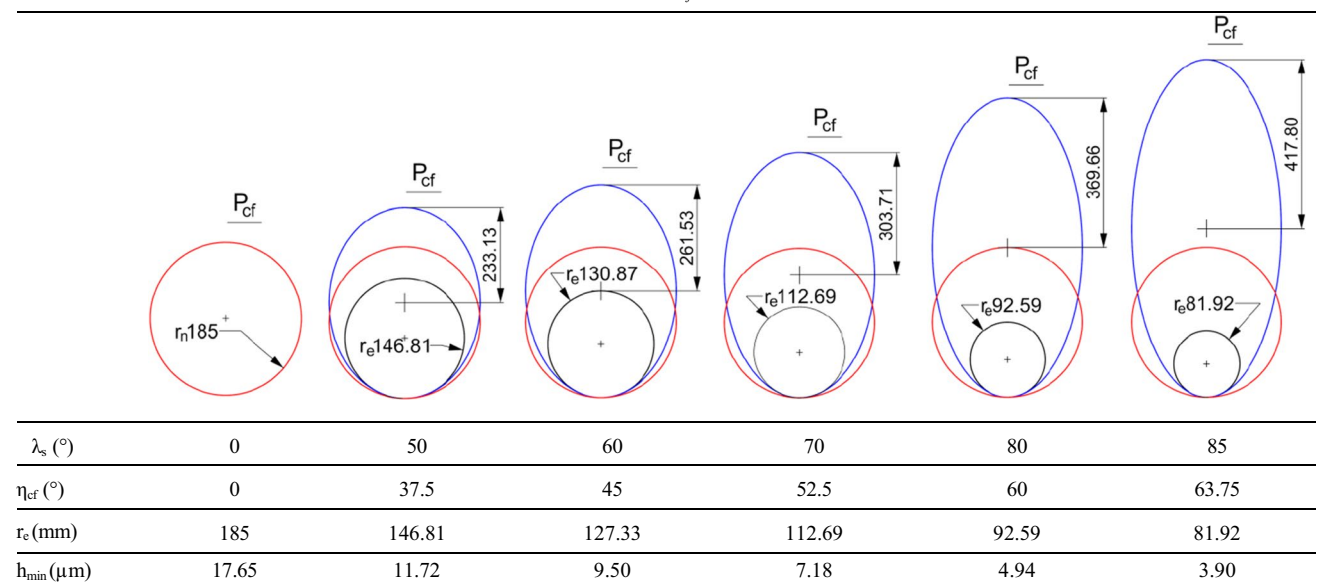 P_cf
r_n185
P_cf
233.13
r_e146.81
P_cf
261.53
r_e130.87
P_cf
303.71
r_e112.69
P_cf
369.66
r_e92.59
P_cf
417.80
r_e81.92
λ_s (°) 0 50 60 70 80 85
η_cf (°) 0 37.5 45 52.5 60 63.75
r_e (mm) 185 146.81 127.33 112.69 92.59 81.92
h_min (µm) 17.65 11.72 9.50 7.18 4.94 3.90